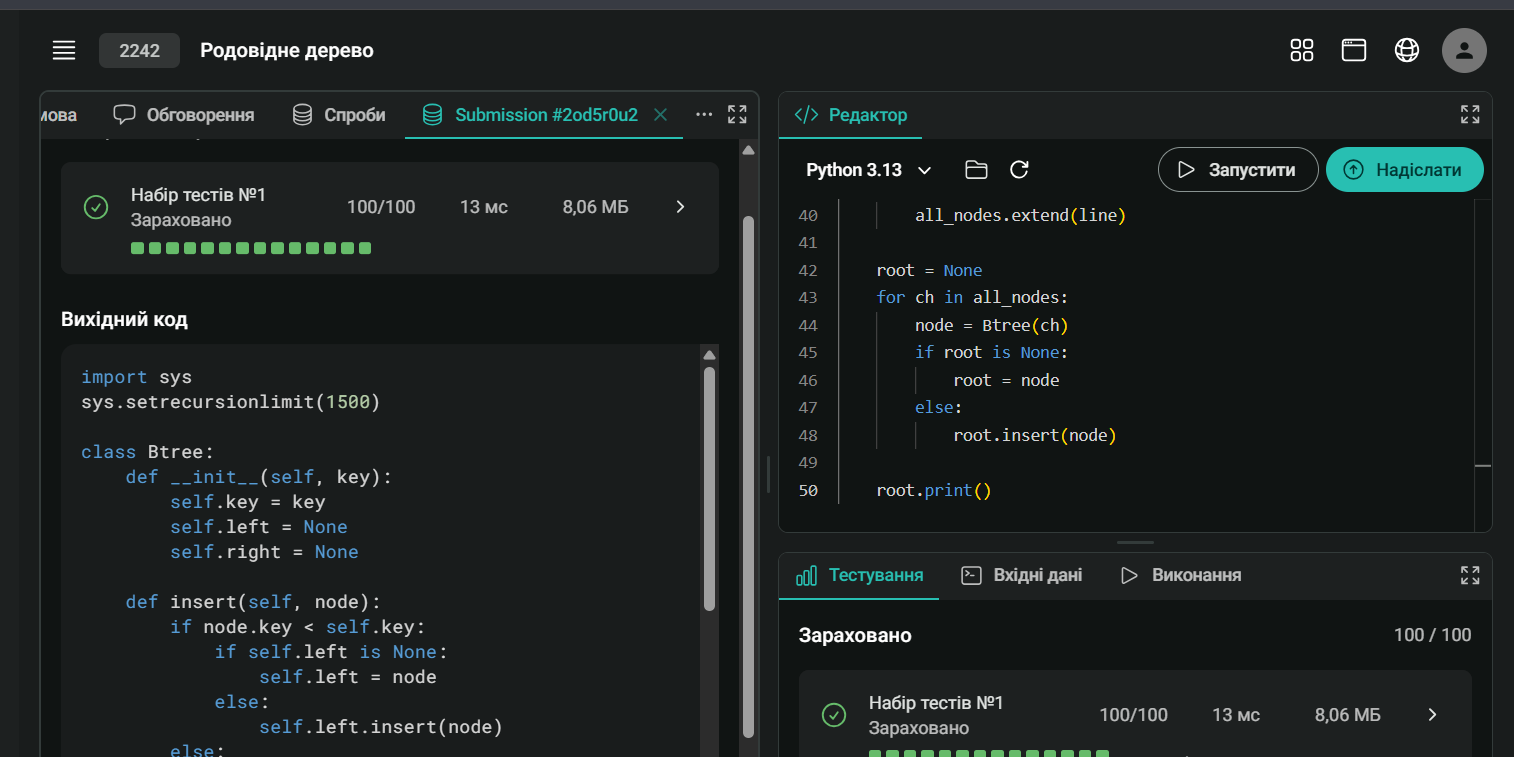 2242 Родовідне дерево
мова Обговорення Спроби Submission #2od5r0u2
Набір тестів №1
Зараховано
100/100 13 мс 8,06 МБ
Вихідний код
import sys
sys.setrecursionlimit(1500)
class Btree:
def __init__(self, key):
self.key = key
self.left = None
self.right = None
def insert(self, node):
if node.key < self.key:
if self.left is None:
self.left = node
else:
self.left.insert(node)
else:
Редактор
Python 3.13 Запустити Надіслати
40 all_nodes.extend(line)
41
42 root = None
43 for ch in all_nodes:
44 node = Btree(ch)
45 if root is None:
46 root = node
47 else:
48 root.insert(node)
49
50 root.print()
Тестування Вхідні дані Виконання
Зараховано 100 / 100
Набір тестів №1
Зараховано
100/100 13 мс 8,06 МБ